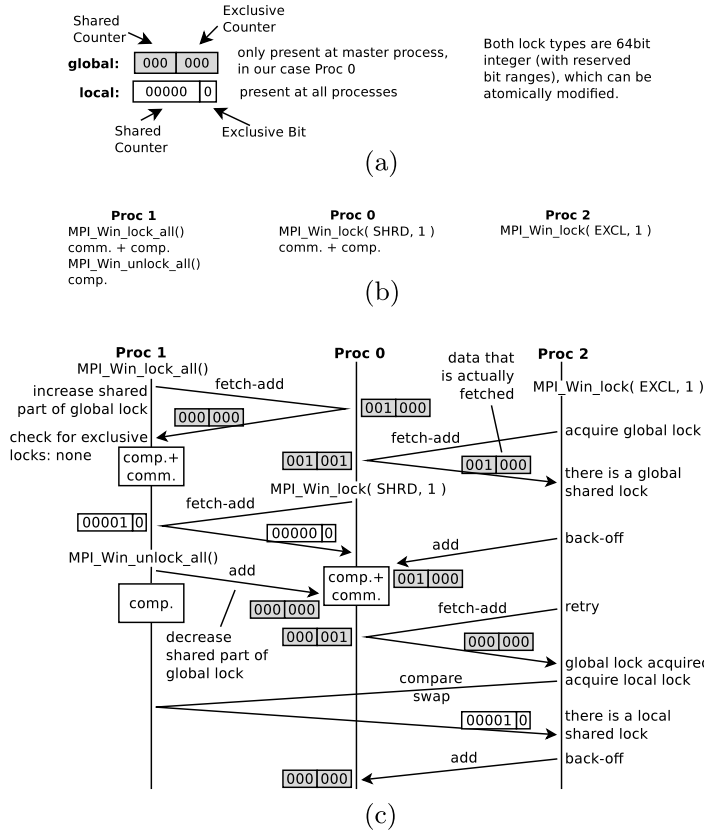 Shared
Counter
Exclusive
Counter
global:
000 000
only present at master process,
in our case Proc 0
local:
00000 0
present at all processes
Shared
Counter
Exclusive Bit
Both lock types are 64bit
integer (with reserved
bit ranges), which can be
atomically modified.
(a)
Proc 1
MPI_Win_lock_all()
comm. + comp.
MPI_Win_unlock_all()
comp.
Proc 0
MPI_Win_lock( SHRD, 1 )
comm. + comp.
Proc 2
MPI_Win_lock( EXCL, 1 )
(b)
Proc 1
Proc 0
Proc 2
MPI_Win_lock_all()
data that
is actually
fetched
MPI_Win_lock( EXCL, 1 )
increase shared
part of global lock
fetch-add
001 000
000 000
check for exclusive
locks: none
comp.+
comm.
acquire global lock
fetch-add
001 001
001 000
there is a global
shared lock
MPI_Win_lock( SHRD, 1 )
fetch-add
00001 0
00000 0
back-off
add
MPI_Win_unlock_all()
comp.+
comm.
001 000
add
comp.
000 000
decrease
shared part of
global lock
retry
fetch-add
000 001
000 000
global lock acquired
acquire local lock
compare
swap
00001 0
there is a local
shared lock
back-off
add
000 000
(c)